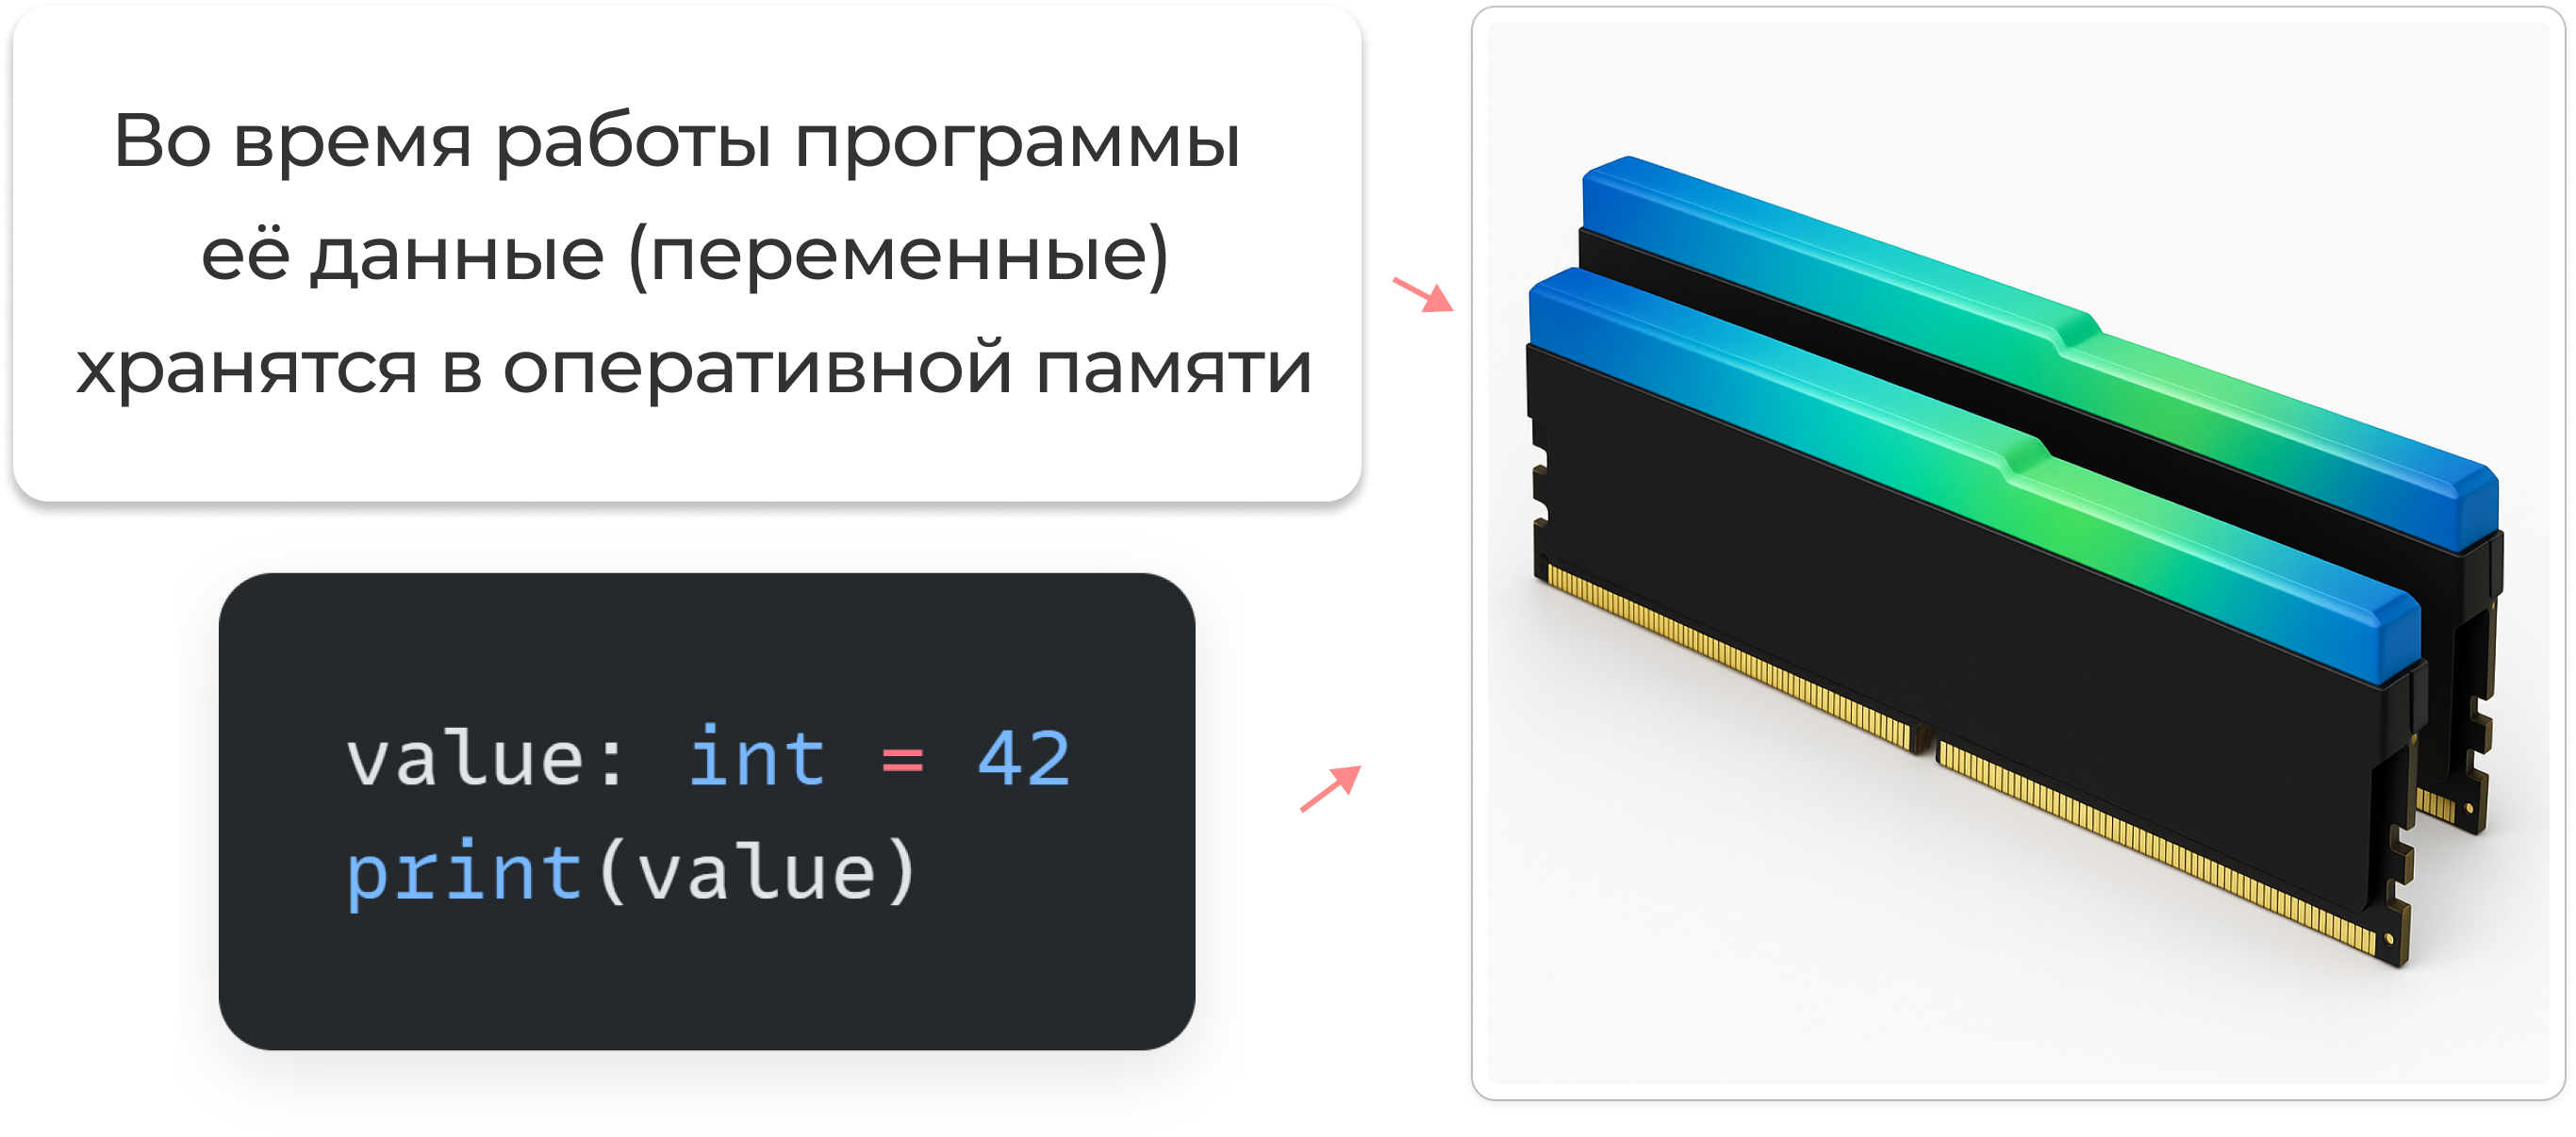 Во время работы программы
её данные (переменные)
хранятся в оперативной памяти
value: int = 42
print(value)